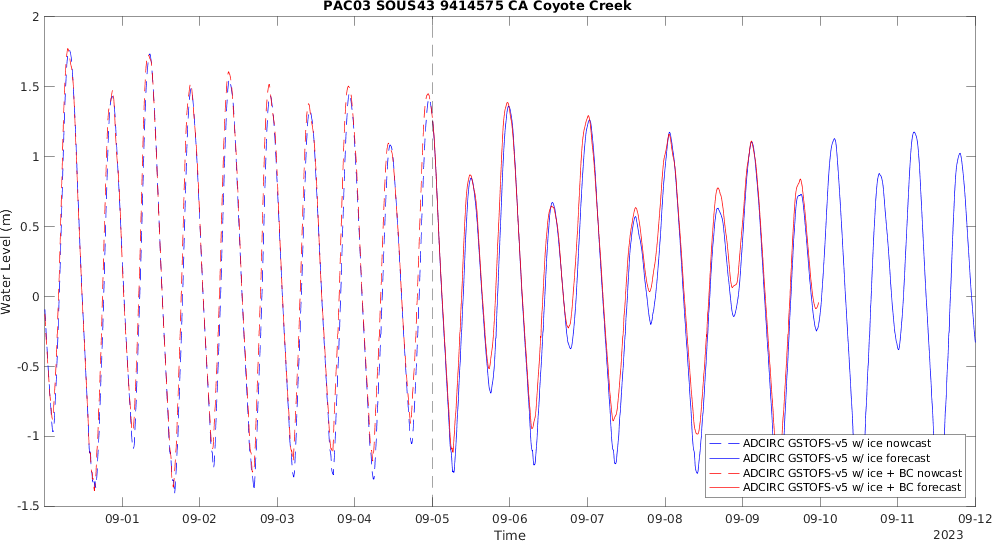 PAC03 SOUS43 9414575 CA Coyote Creek
2
1.5
1
0.5
0
-0.5
-1
-1.5
Water Level (m)
ADCIRC GSTOFS-v5 w/ ice nowcast
ADCIRC GSTOFS-v5 w/ ice forecast
ADCIRC GSTOFS-v5 w/ ice + BC nowcast
ADCIRC GSTOFS-v5 w/ ice + BC forecast
09-01 09-02 09-03 09-04 09-05 09-06 09-07 09-08 09-09 09-10 09-11 09-12
Time
2023